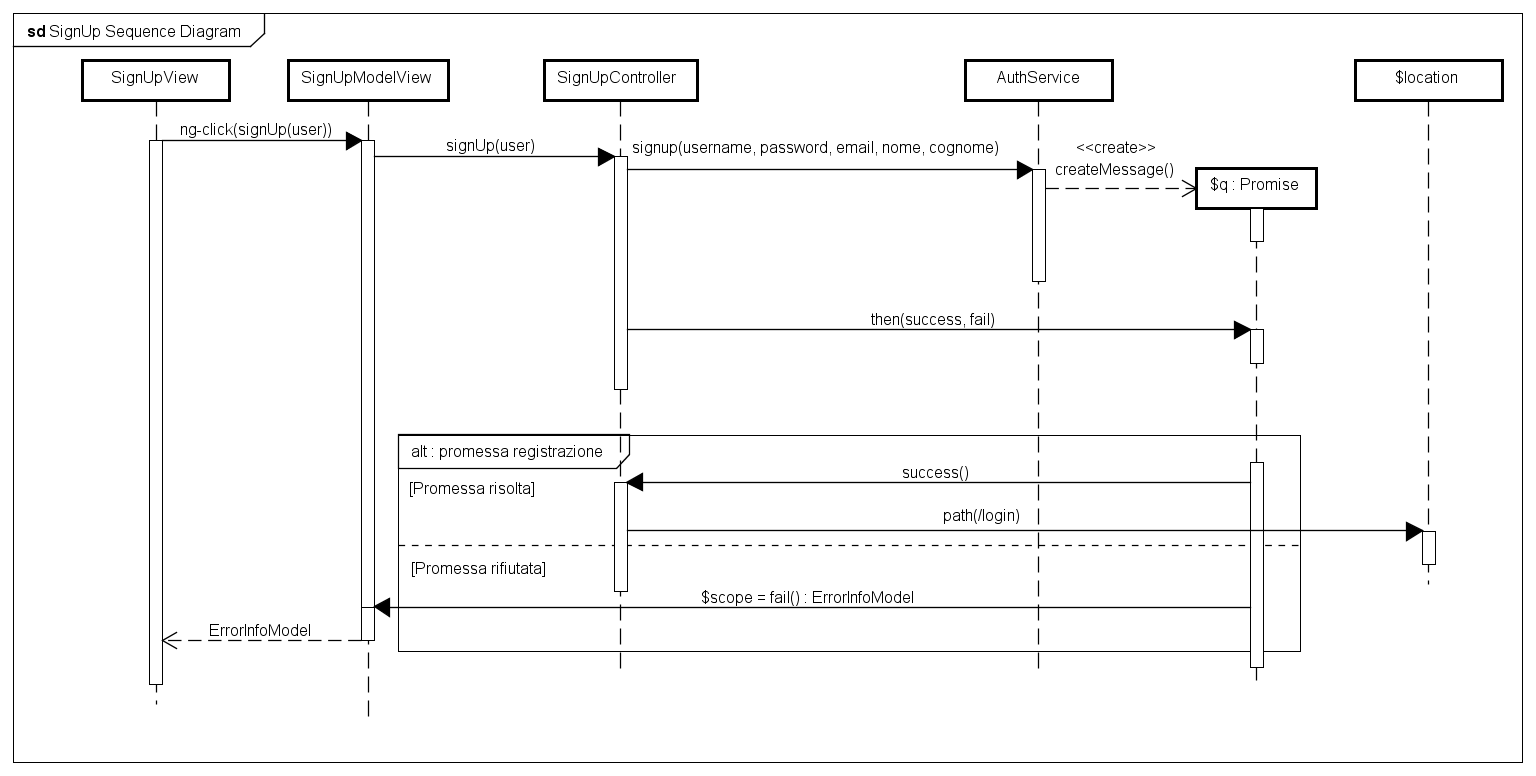 sd SignUp Sequence Diagram
SignUpView
SignUpModelView
SignUpController
AuthService
$location
ng-click(signUp(user))
signUp(user)
signup(username, password, email, nome, cognome)
<<create>>
createMessage()
$q : Promise
then(success, fail)
alt : promessa registrazione
success()
[Promessa risolta]
path(/login)
[Promessa rifiutata]
$scope = fail() : ErrorInfoModel
ErrorInfoModel